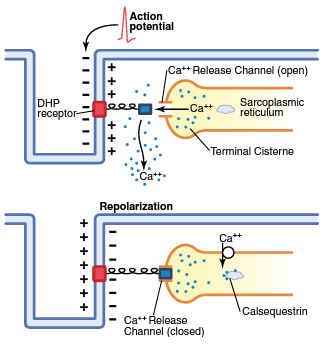 Action
potential
Ca++ Release Channel (open)
DHP
receptor
Ca++
Sarcoplasmic
reticulum
Terminal Cisterne
Ca++
Repolarization
Ca++
Calsequestrin
Ca++ Release
Channel (closed)